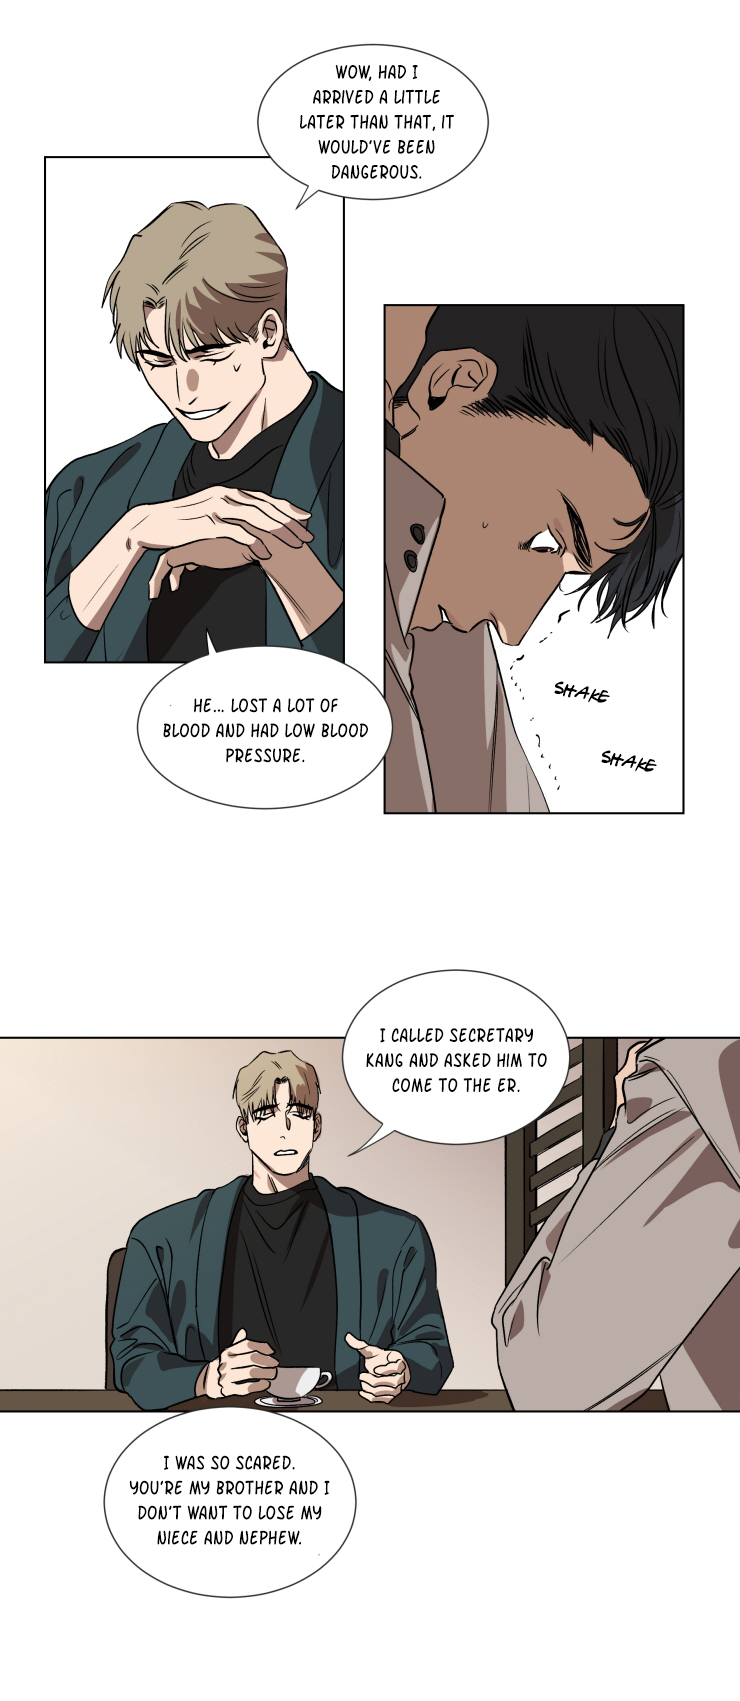 WOW, HAD I
ARRIVED A LITTLE
LATER THAN THAT, IT
WOULD'VE BEEN
DANGEROUS.
HE... LOST A LOT OF
BLOOD AND HAD LOW BLOOD
PRESSURE.
SHAKE
SHAKE
I CALLED SECRETARY
KANG AND ASKED HIM TO
COME TO THE ER.
I WAS SO SCARED.
YOU'RE MY BROTHER AND I
DON'T WANT TO LOSE MY
NIECE AND NEPHEW.